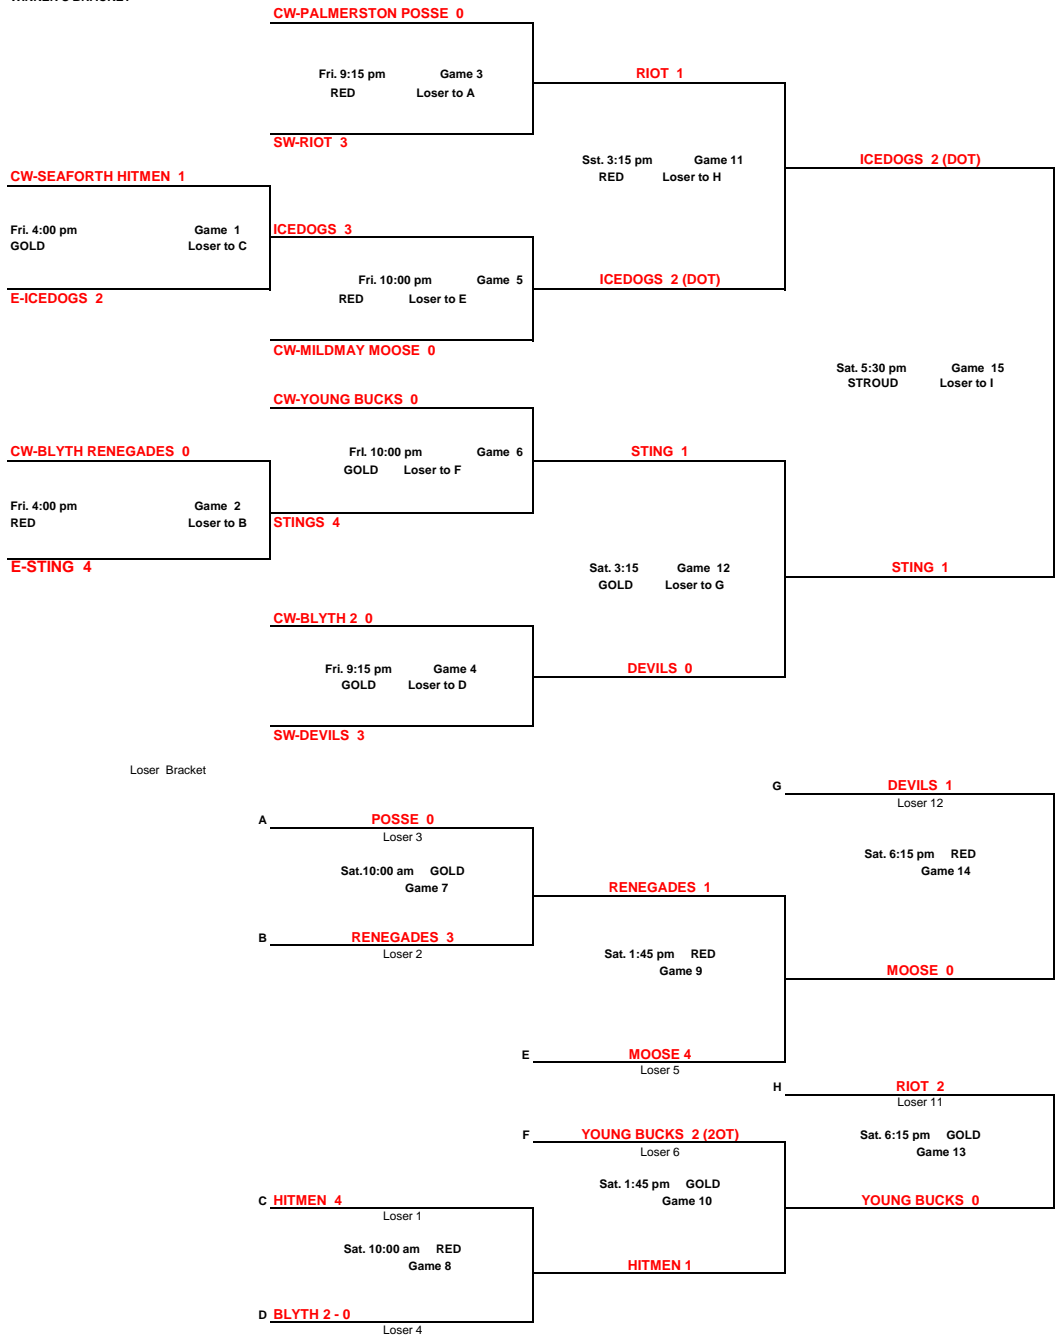 WINNER'S BRACKET
CW-PALMERSTON POSSE 0
Fri. 9:15 pm Game 3
RED Loser to A
RIOT 1
SW-RIOT 3
Sst. 3:15 pm Game 11
RED Loser to H
ICEDOGS 2 (DOT)
CW-SEAFORTH HITMEN 1
Fri. 4:00 pm Game 1
GOLD Loser to C
ICEDOGS 3
Fri. 10:00 pm Game 5
RED Loser to E
ICEDOGS 2 (DOT)
E-ICEDOGS 2
CW-MILDMAY MOOSE 0
Sat. 5:30 pm Game 15
STROUD Loser to I
CW-YOUNG BUCKS 0
CW-BLYTH RENEGADES 0
FrI. 10:00 pm Game 6
GOLD Loser to F
STING 1
Fri. 4:00 pm Game 2
RED Loser to B
STINGS 4
E-STING 4
Sat. 3:15 Game 12
GOLD Loser to G
STING 1
CW-BLYTH 2 0
Fri. 9:15 pm Game 4
GOLD Loser to D
DEVILS 0
SW-DEVILS 3
Loser Bracket
G DEVILS 1
Loser 12
A POSSE 0
Loser 3
Sat. 6:15 pm RED
Game 14
Sat.10:00 am GOLD
Game 7
RENEGADES 1
B RENEGADES 3
Loser 2
Sat. 1:45 pm RED
Game 9
MOOSE 0
E MOOSE 4
Loser 5
H RIOT 2
Loser 11
F YOUNG BUCKS 2 (2OT)
Loser 6
Sat. 6:15 pm GOLD
Game 13
Sat. 1:45 pm GOLD
Game 10
C HITMEN 4
Loser 1
YOUNG BUCKS 0
Sat. 10:00 am RED
Game 8
HITMEN 1
D BLYTH 2 - 0
Loser 4